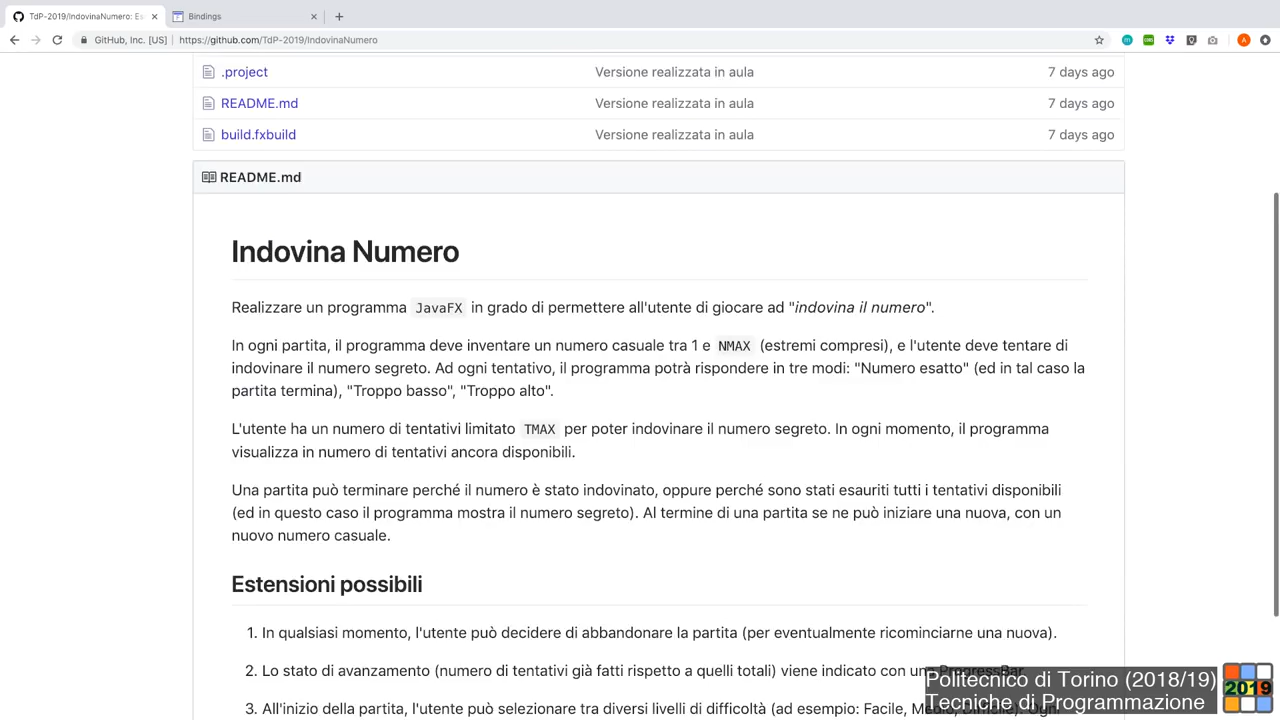 TdP-2019/IndovinaNumero: Es
Bindings
GitHub, Inc. [US]
https://github.com/TdP-2019/IndovinaNumero
.project Versione realizzata in aula 7 days ago
README.md Versione realizzata in aula 7 days ago
build.fxbuild Versione realizzata in aula 7 days ago
README.md
Indovina Numero
Realizzare un programma JavaFX in grado di permettere all'utente di giocare ad "indovina il numero".
In ogni partita, il programma deve inventare un numero casuale tra 1 e NMAX (estremi compresi), e l'utente deve tentare di
indovinare il numero segreto. Ad ogni tentativo, il programma potrà rispondere in tre modi: "Numero esatto" (ed in tal caso la
partita termina), "Troppo basso", "Troppo alto".
L'utente ha un numero di tentativi limitato TMAX per poter indovinare il numero segreto. In ogni momento, il programma
visualizza in numero di tentativi ancora disponibili.
Una partita può terminare perché il numero è stato indovinato, oppure perché sono stati esauriti tutti i tentativi disponibili
(ed in questo caso il programma mostra il numero segreto). Al termine di una partita se ne può iniziare una nuova, con un
nuovo numero casuale.
Estensioni possibili
1. In qualsiasi momento, l'utente può decidere di abbandonare la partita (per eventualmente ricominciarne una nuova).
2. Lo stato di avanzamento (numero di tentativi già fatti rispetto a quelli totali) viene indicato con una ProgressBar
3. All'inizio della partita, l'utente può selezionare tra diversi livelli di difficoltà (ad esempio: Facile, Medio, Difficile). Ogni
Politecnico di Torino (2018/19)
Tecniche di Programmazione
2019